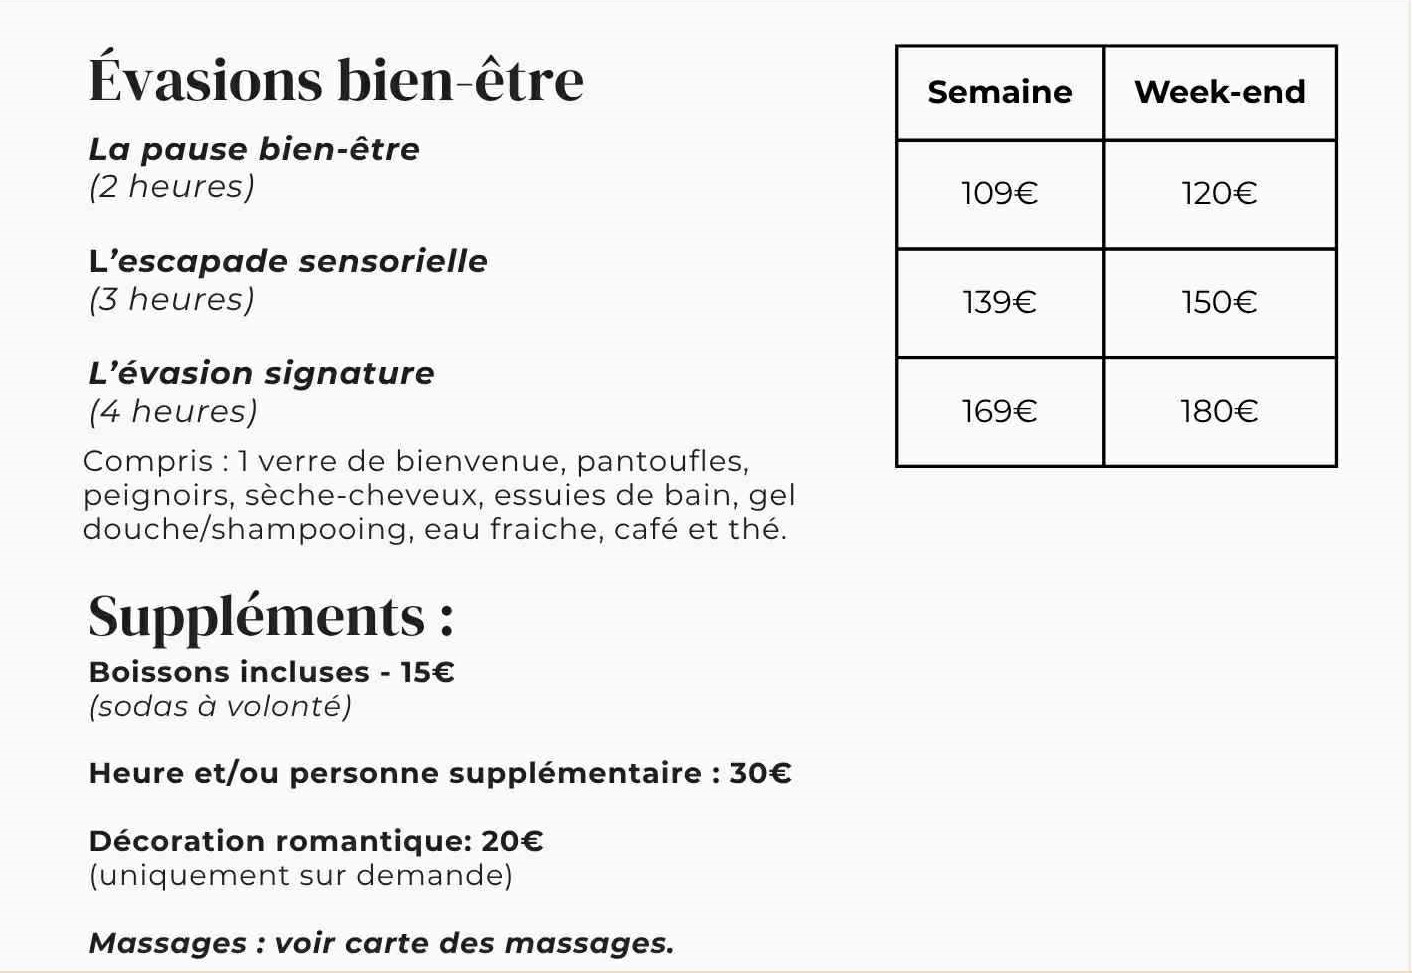 Évasions bien-être
La pause bien-être
(2 heures)
L’escapade sensorielle
(3 heures)
L’évasion signature
(4 heures)
Semaine Week-end
109€ 120€
139€ 150€
169€ 180€
Compris : 1 verre de bienvenue, pantoufles,
peignoirs, sèche-cheveux, essuies de bain, gel
douche/shampooing, eau fraiche, café et thé.
Suppléments :
Boissons incluses - 15€
(sodas à volonté)
Heure et/ou personne supplémentaire : 30€
Décoration romantique: 20€
(uniquement sur demande)
Massages : voir carte des massages.